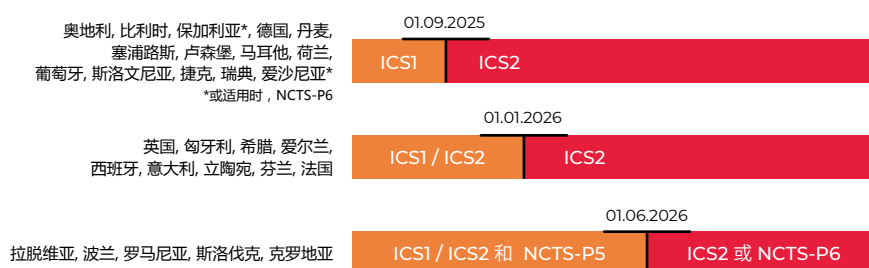 奥地利, 比利时, 保加利亚*, 德国, 丹麦,
塞浦路斯, 卢森堡, 马耳他, 荷兰,
葡萄牙, 斯洛文尼亚, 捷克, 瑞典, 爱沙尼亚*
*或适用时，NCTS-P6
01.09.2025
ICS1
ICS2
英国, 匈牙利, 希腊, 爱尔兰,
西班牙, 意大利, 立陶宛, 芬兰, 法国
01.01.2026
ICS1 / ICS2
ICS2
拉脱维亚, 波兰, 罗马尼亚, 斯洛伐克, 克罗地亚
01.06.2026
ICS1 / ICS2 和 NCTS-P5
ICS2 或 NCTS-P6